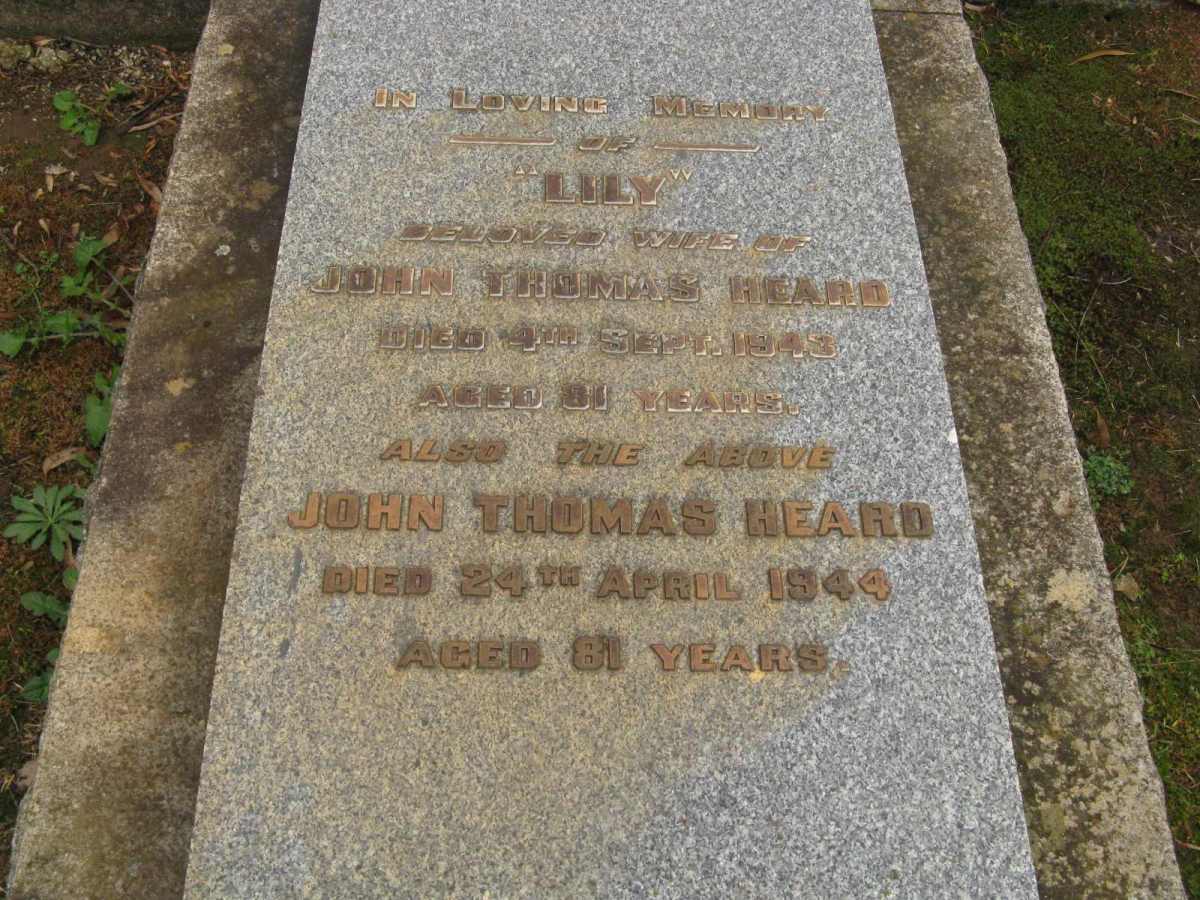 In Loving Memory
OF
"LILY"
BELOVED WIFE OF
JOHN THOMAS HEARD
DIED 4TH SEPT. 1943
AGED 81 YEARS.
ALSO THE ABOVE
JOHN THOMAS HEARD
DIED 24TH APRIL 1944
AGED 81 YEARS.